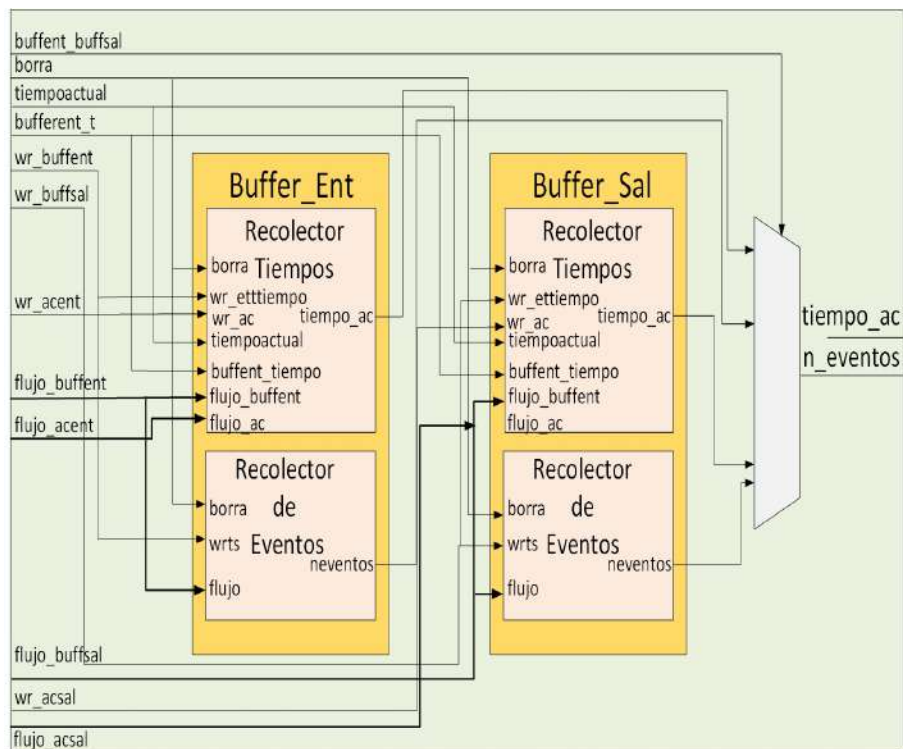 buffent_buffsal
borra
tiempoactual
bufferent_t
wr_buffent
wr_buffsal
wr_acent
flujo_buffent
flujo_acent
flujo_buffsal
wr_acsal
flujo_acsal
Buffer_Ent
Recolector
borra Tiempos
wr_etttiempo
wr_ac tiempo_ac
tiempoactual
buffent_tiempo
flujo_buffent
flujo_ac
Recolector
borra de
wrts Eventos
neventos
flujo
Buffer_Sal
Recolector
borra Tiempos
wr_ettiempo
wr_ac tiempo_ac
tiempoactual
buffent_tiempo
flujo_buffent
flujo_ac
Recolector
borra de
wrts Eventos
neventos
flujo
tiempo_ac
n_eventos